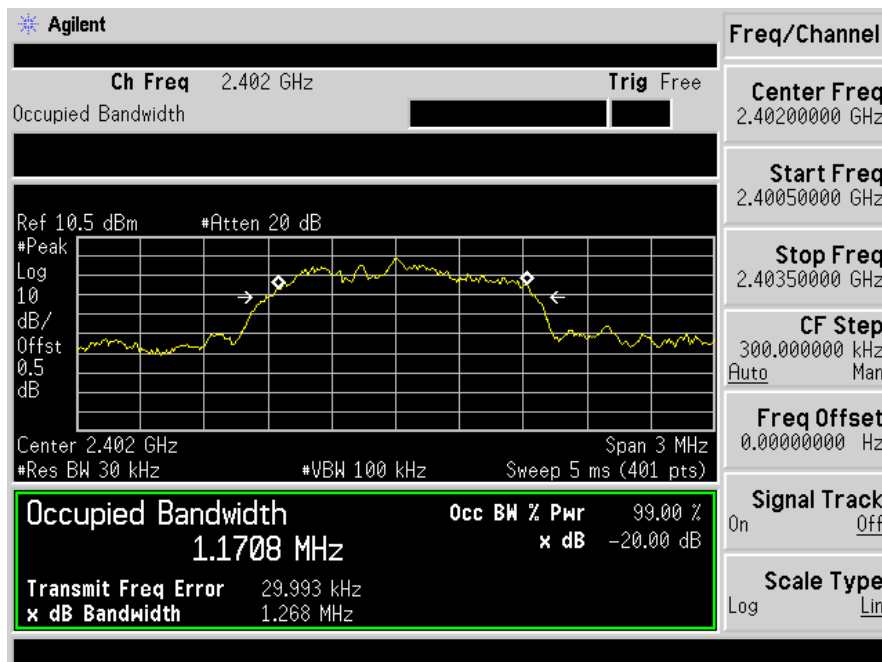 Agilent
Ch Freq 2.402 GHz Trig Free
Occupied Bandwidth
Ref 10.5 dBm #Atten 20 dB
#Peak
Log
10
dB/
Offst
0.5
dB
Center 2.402 GHz Span 3 MHz
#Res BW 30 kHz #VBW 100 kHz Sweep 5 ms (401 pts)
Occupied Bandwidth
1.1708 MHz
Occ BW % Pwr 99.00 %
x dB -20.00 dB
Transmit Freq Error 29.993 kHz
x dB Bandwidth 1.268 MHz
Freq/Channel
Center Freq
2.40200000 GHz
Start Freq
2.40050000 GHz
Stop Freq
2.40350000 GHz
CF Step
300.000000 kHz
Auto Man
Freq Offset
0.00000000 Hz
Signal Track
On Off
Scale Type
Log Lin